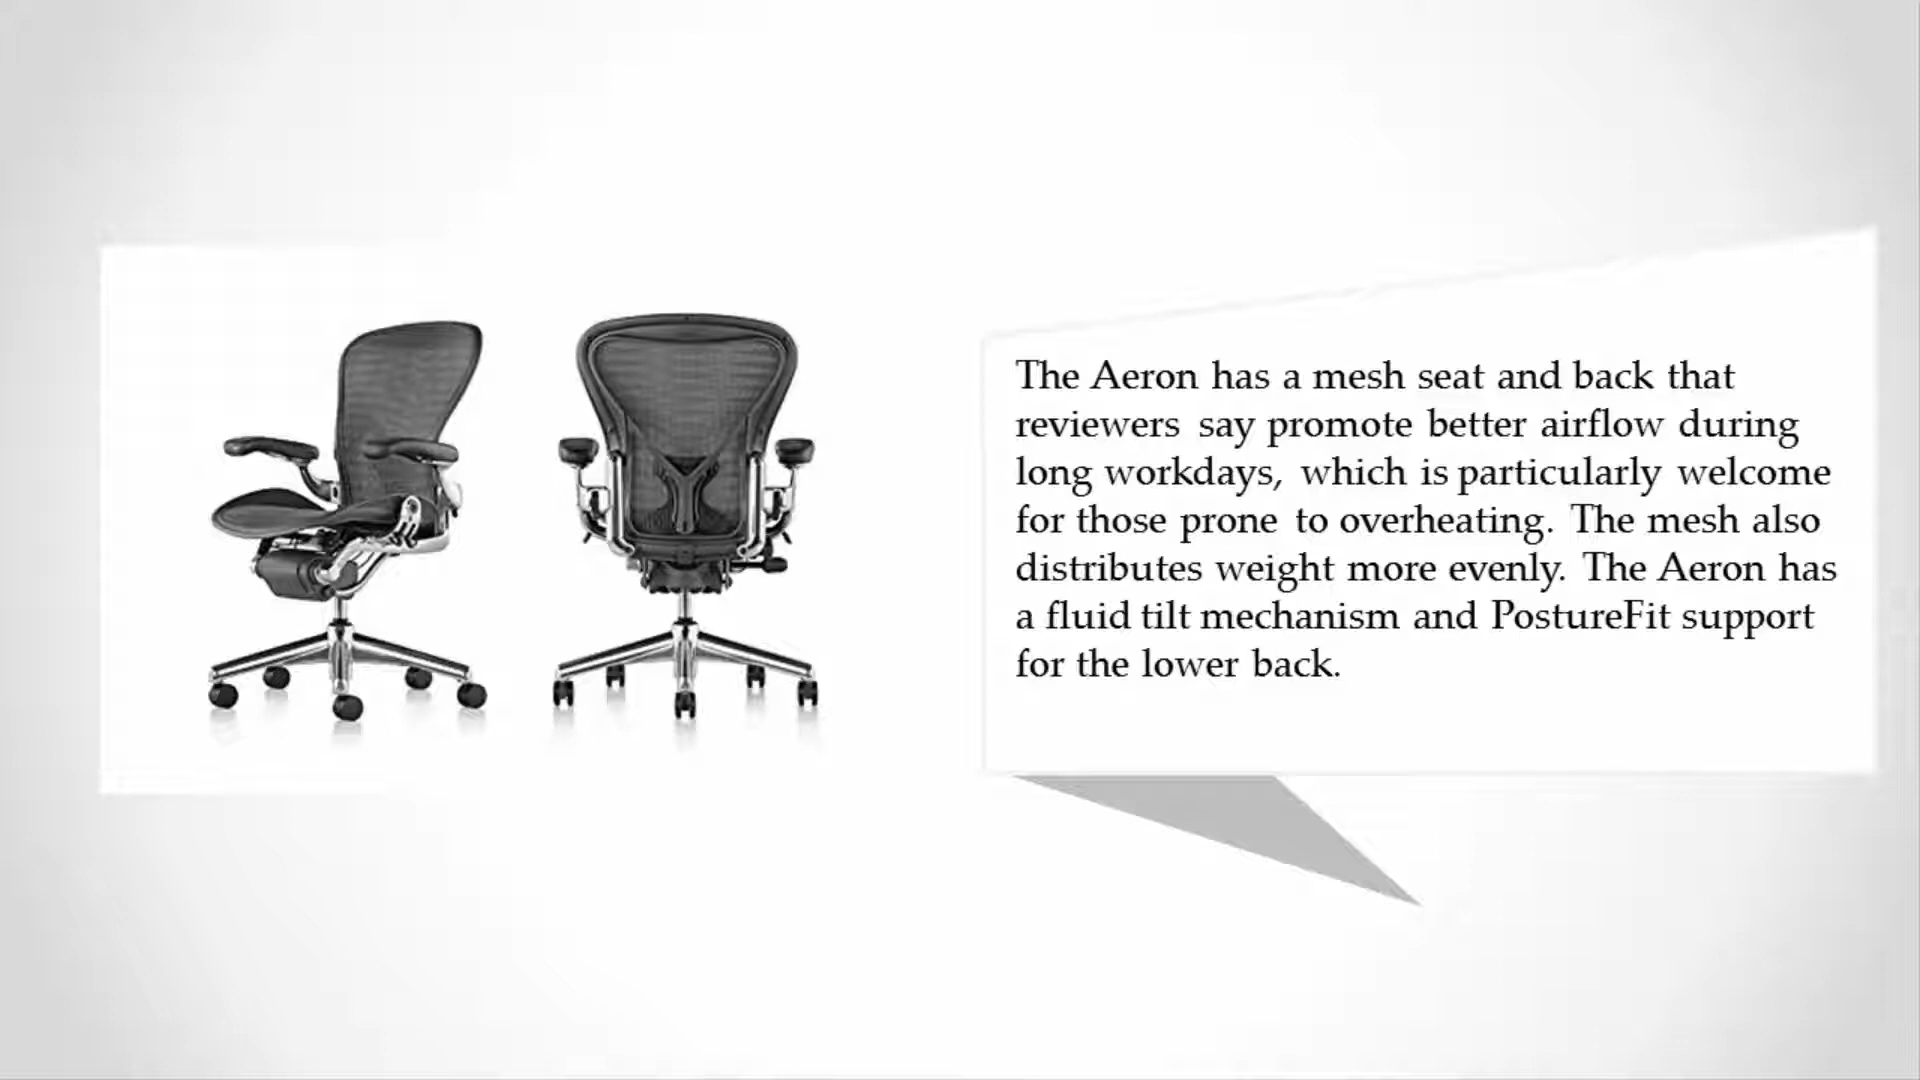 The Aeron has a mesh seat and back that
reviewers say promote better airflow during
long workdays, which is particularly welcome
for those prone to overheating. The mesh also
distributes weight more evenly. The Aeron has
a fluid tilt mechanism and PostureFit support
for the lower back.